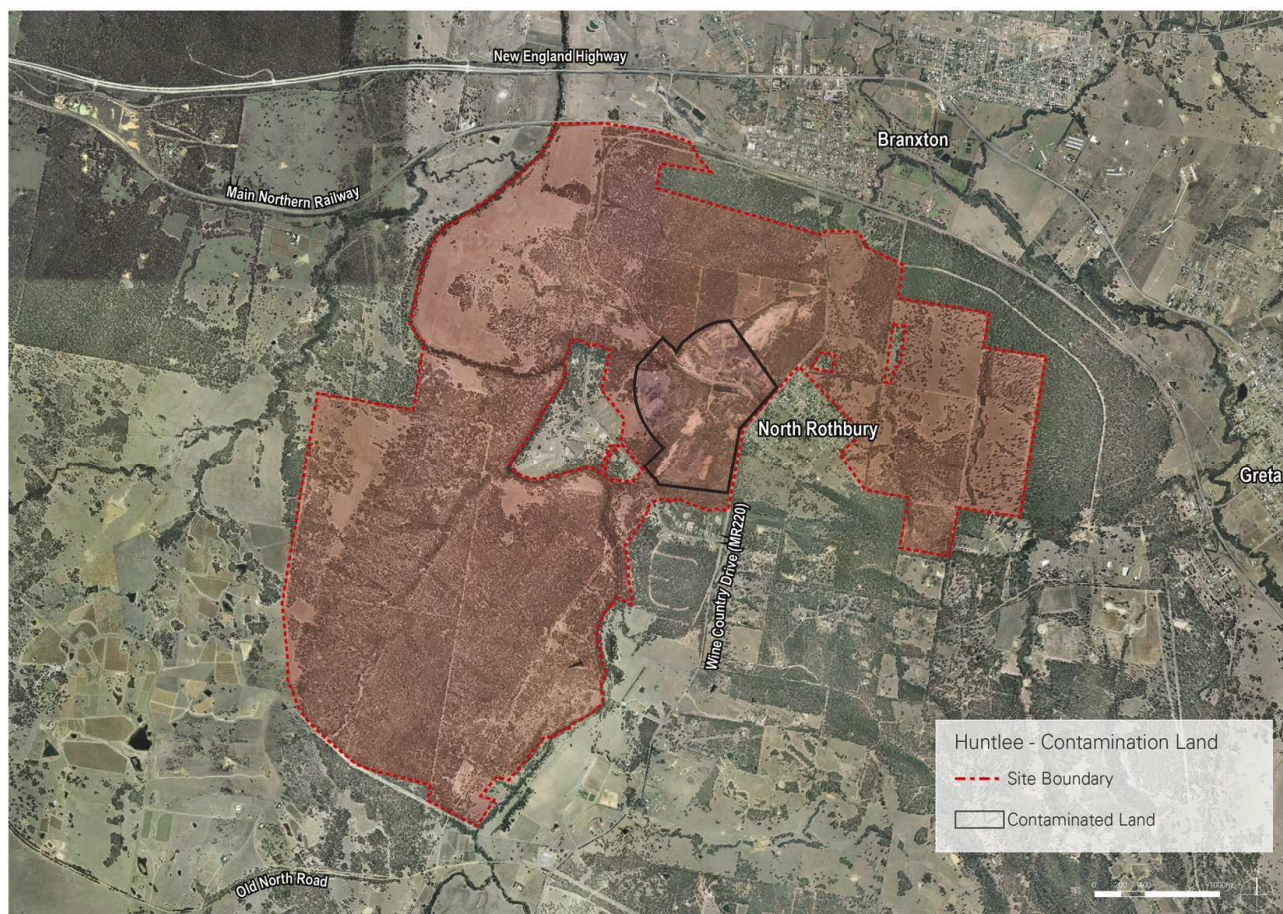 New England Highway
Branxton
Main Northern Railway
North Rothbury
Greta
Wine Country Drive (MR220)
Huntlee - Contamination Land
Site Boundary
Contaminated Land
Old North Road
0